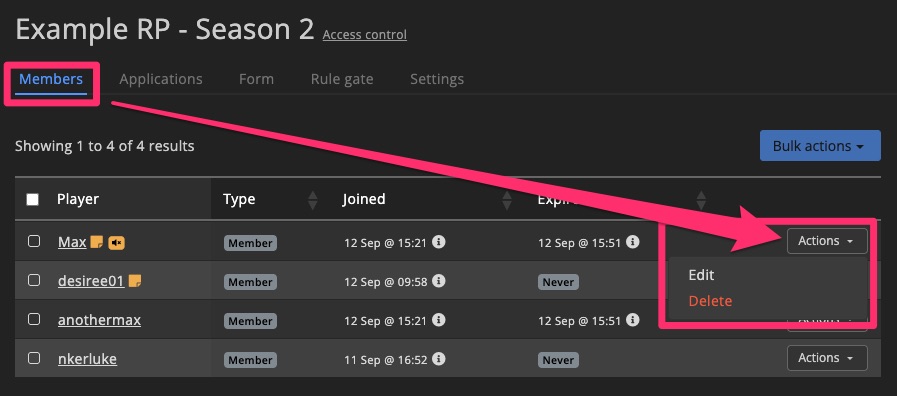 Example RP - Season 2 Access control
Members Applications Form Rule gate Settings
Showing 1 to 4 of 4 results Bulk actions
Player Type Joined
Max Member 12 Sep @ 15:21 12 Sep @ 15:51 Actions
Edit
desiree01 Member 12 Sep @ 09:58 Never
Delete
anothermax Member 12 Sep @ 15:21 12 Sep @ 15:51 Actions
nkerluke Member 11 Sep @ 16:52 Never Actions